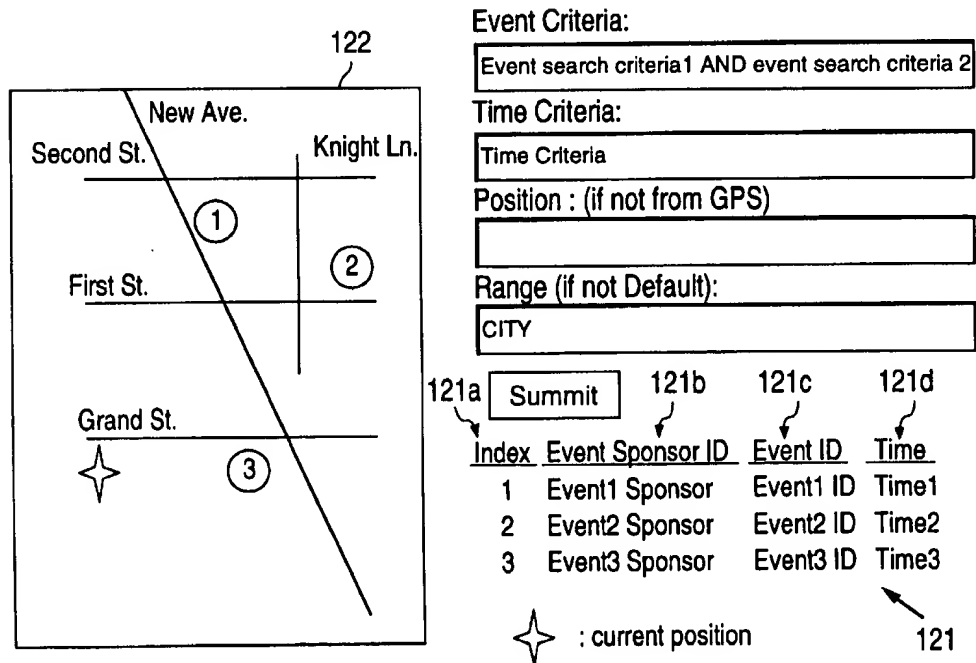 122
New Ave.
Second St.
Knight Ln.
1
2
First St.
Grand St.
3
Event Criteria:
Event search criteria1 AND event search criteria 2
Time Criteria:
Time Criteria
Position : (if not from GPS)
Range (if not Default):
CITY
121a Summit 121b 121c 121d
Index Event Sponsor ID Event ID Time
1 Event1 Sponsor Event1 ID Time1
2 Event2 Sponsor Event2 ID Time2
3 Event3 Sponsor Event3 ID Time3
: current position
121